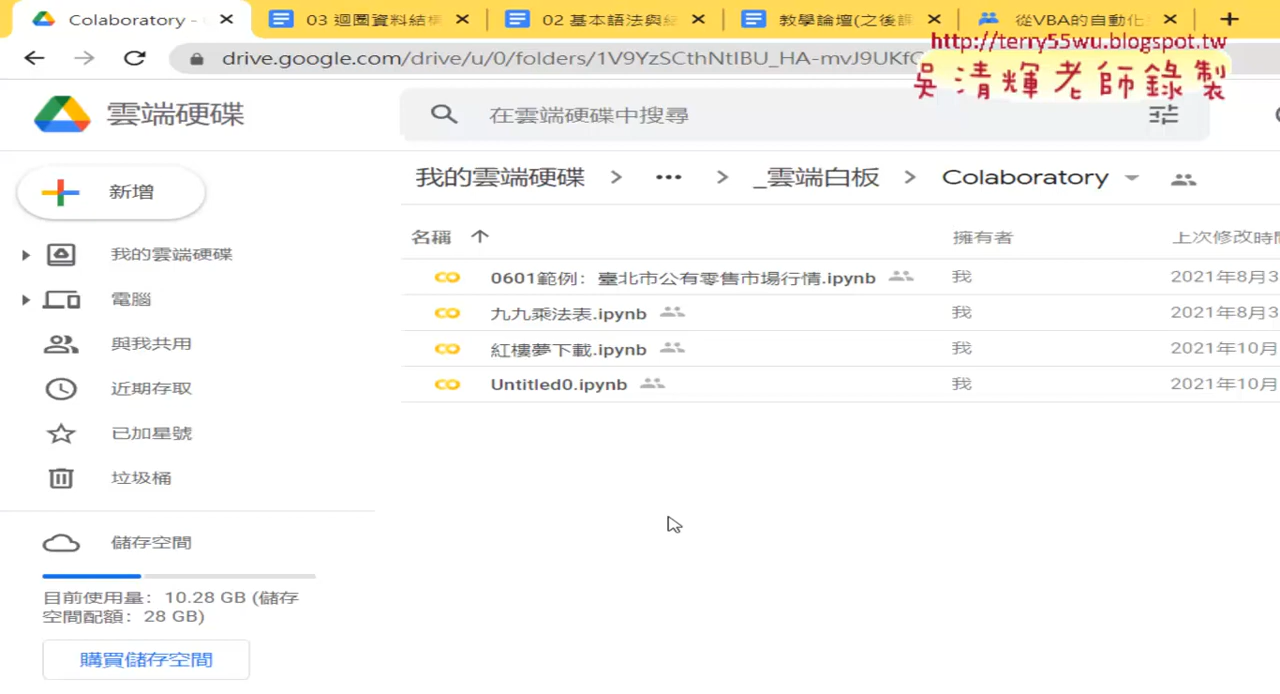 Colaboratory -
03 迴圈資料結構
02 基本語法與結
教學論壇(之後課
從VBA的自動化
http://terry55wu.blogspot.tw
drive.google.com/drive/u/0/folders/1V9YzSCthNtIBU_HA-mvJ9UKf
吳清輝老師錄製
雲端硬碟
在雲端硬碟中搜尋
新增
我的雲端硬碟 > ••• > _雲端白板 > Colaboratory
名稱 擁有者 上次修改時間
我的雲端硬碟
電腦
與我共用
近期存取
已加星號
垃圾桶
0601範例：臺北市公有零售市場行情.ipynb 我 2021年8月3
九九乘法表.ipynb 我 2021年8月3
紅樓夢下載.ipynb 我 2021年10月
Untitled0.ipynb 我 2021年10月
儲存空間
目前使用量：10.28 GB (儲存
空間配額：28 GB)
購買儲存空間